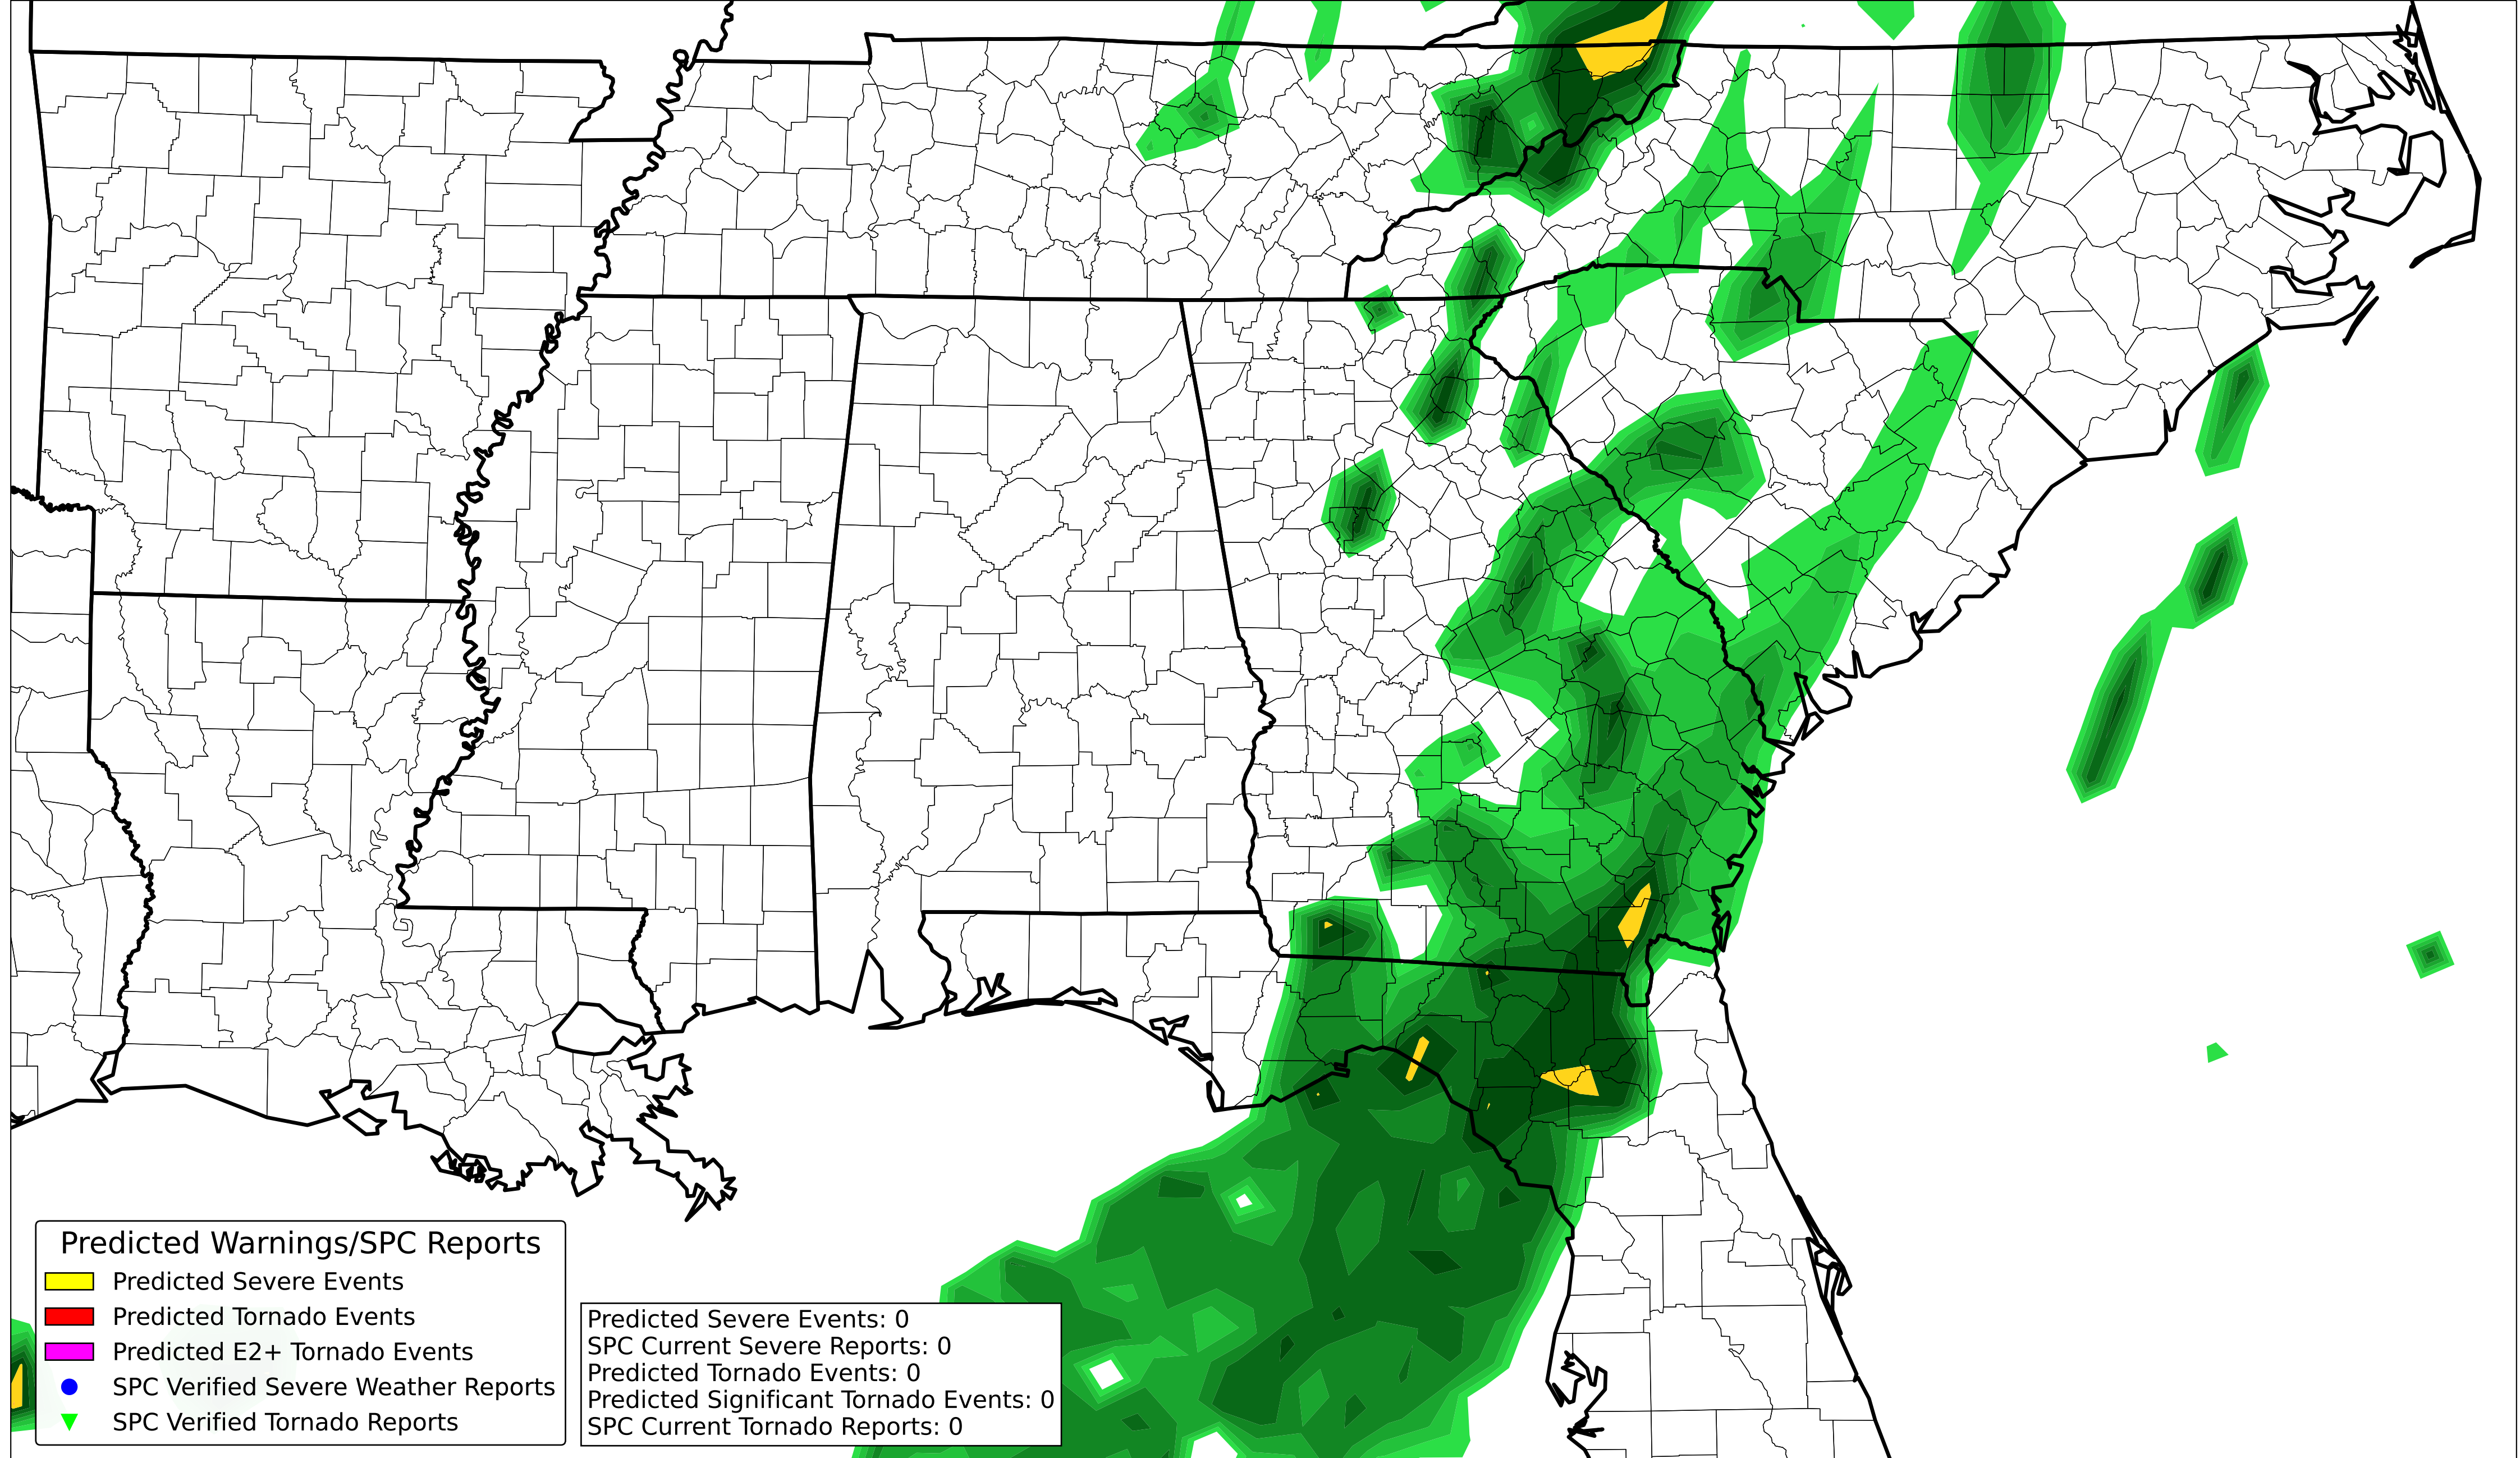 Predicted Warnings/SPC Reports
Predicted Severe Events
Predicted Tornado Events
Predicted E2+ Tornado Events
SPC Verified Severe Weather Reports
SPC Verified Tornado Reports
Predicted Severe Events: 0
SPC Current Severe Reports: 0
Predicted Tornado Events: 0
Predicted Significant Tornado Events: 0
SPC Current Tornado Reports: 0